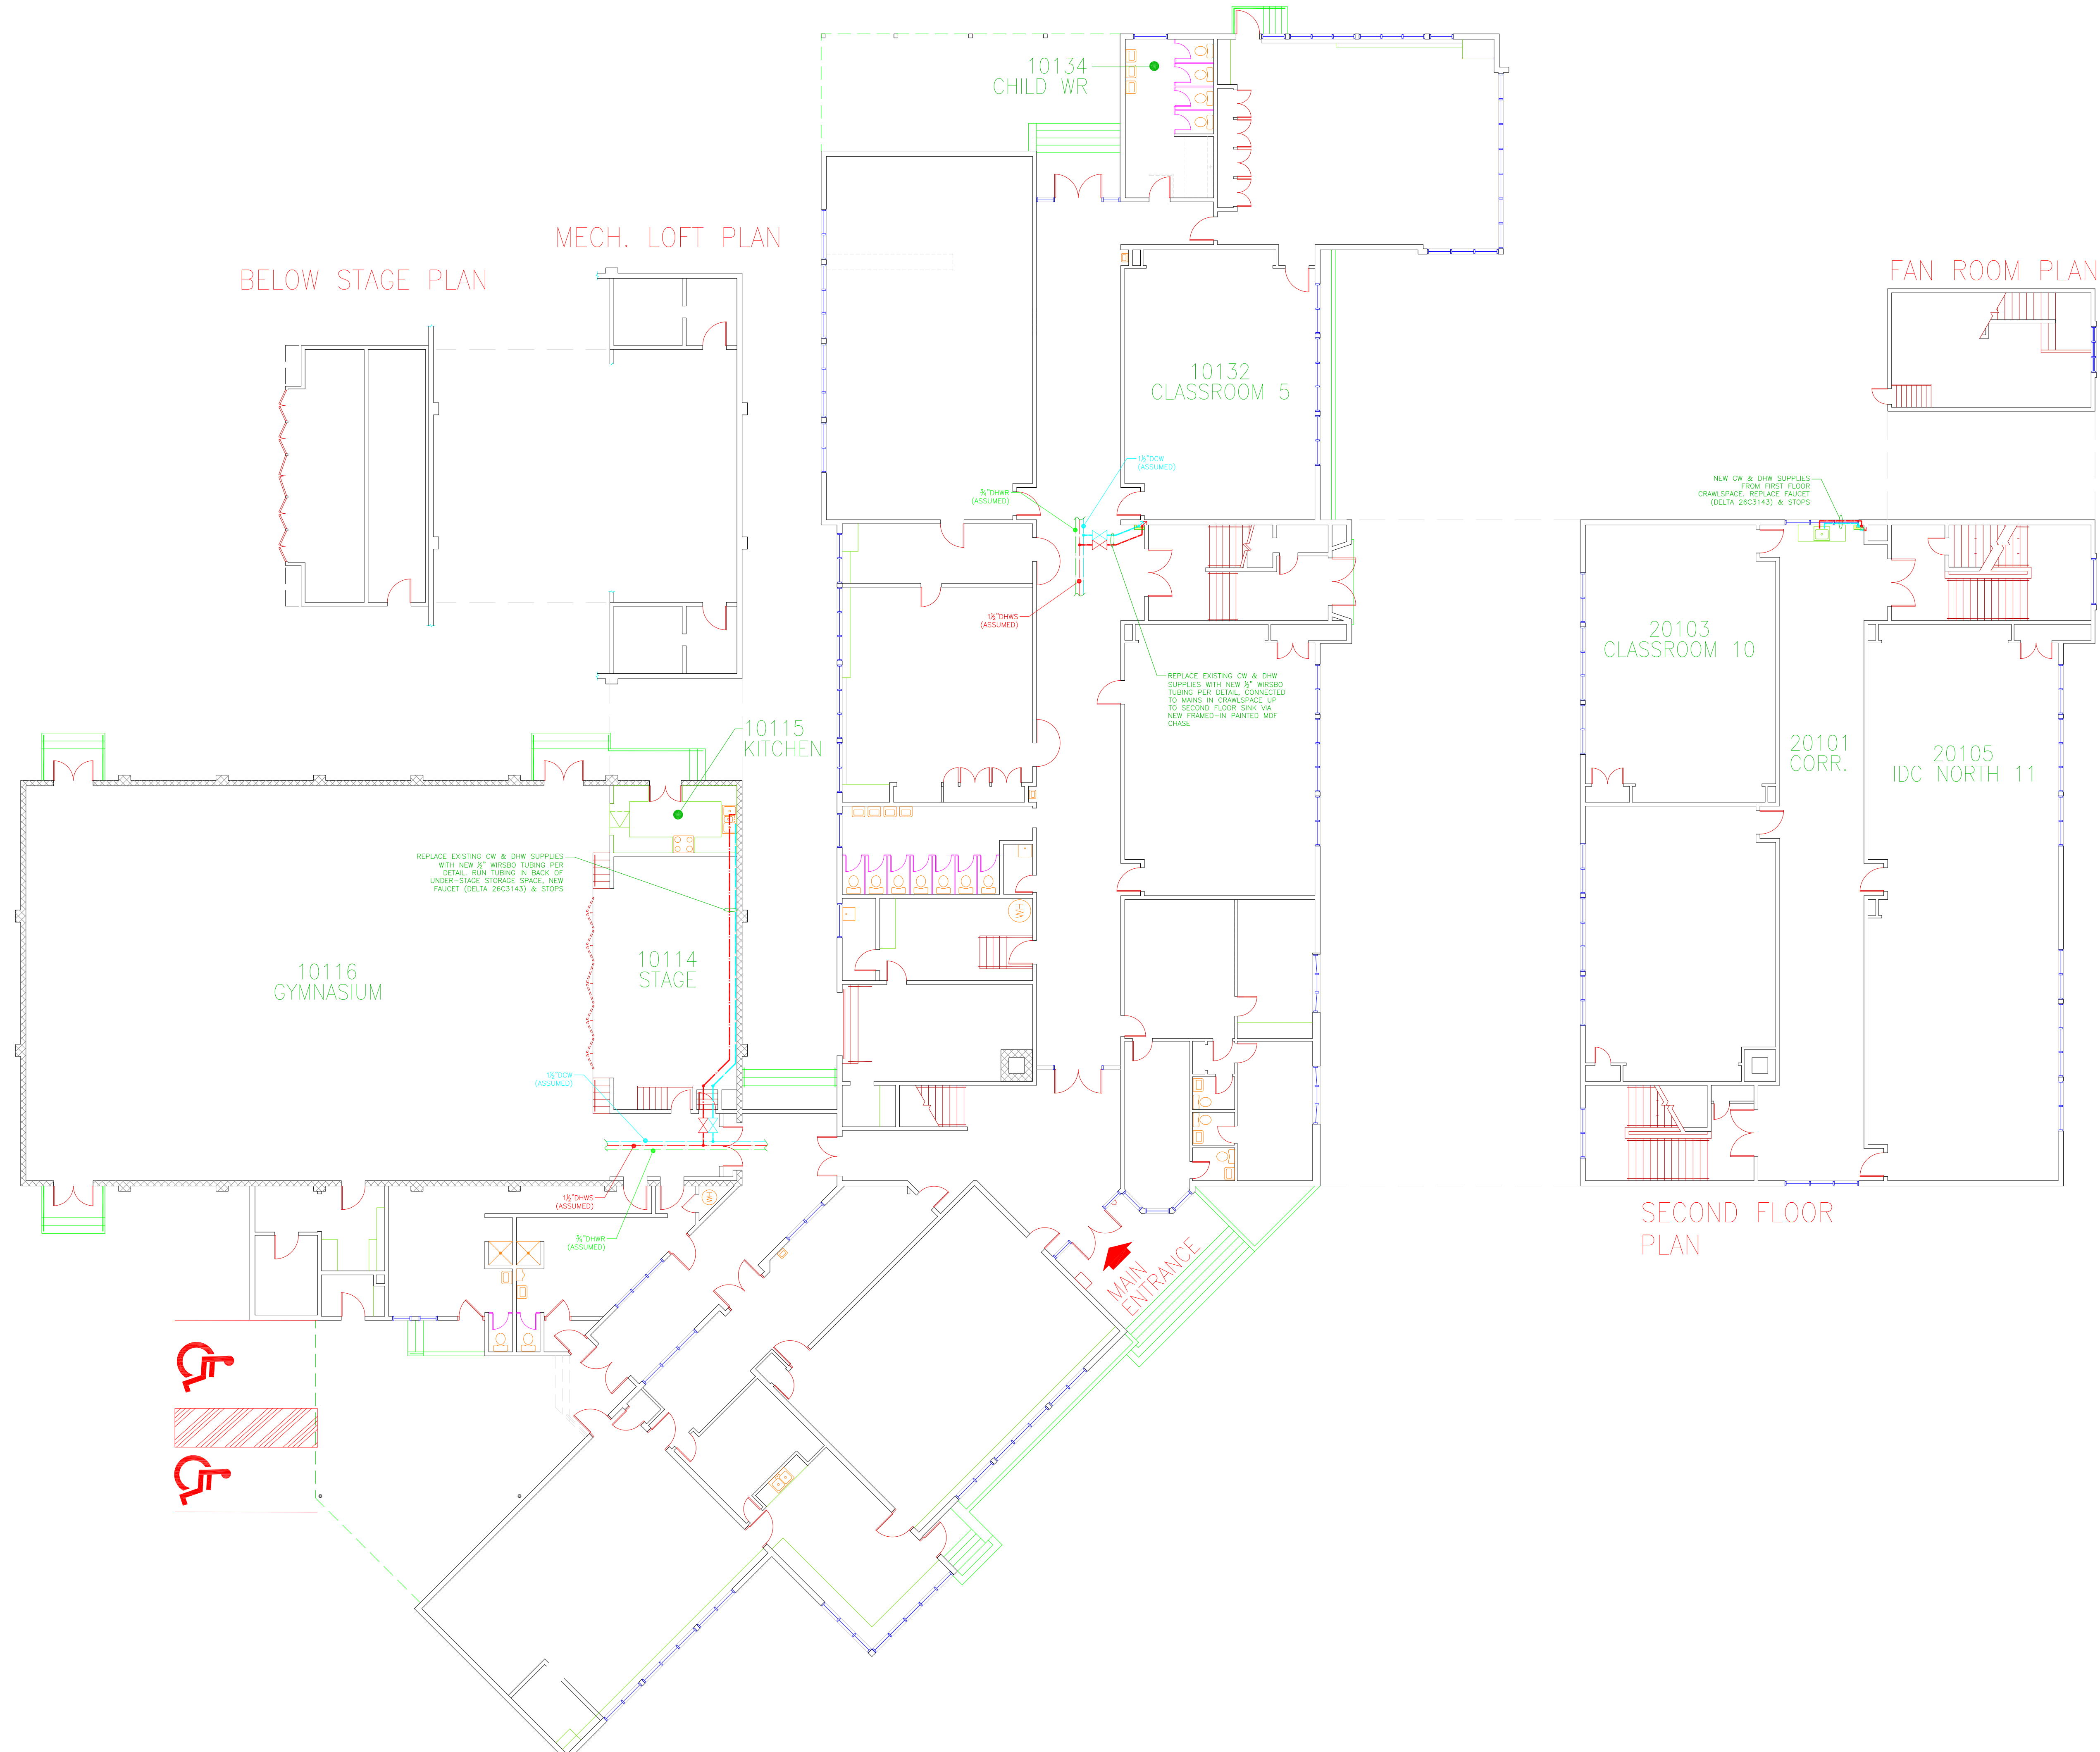 10134
CHILD WR
MECH. LOFT PLAN
BELOW STAGE PLAN
FAN ROOM PLAN
10132
CLASSROOM 5
1½"DCW
(ASSUMED)
¾"DHWR
(ASSUMED)
1½"DHWS
(ASSUMED)
REPLACE EXISTING CW & DHW
SUPPLIES WITH NEW ½" WIRSBO
TUBING PER DETAIL, CONNECTED
TO MAINS IN CRAWLSPACE UP
TO SECOND FLOOR SINK VIA
NEW FRAMED-IN PAINTED MDF
CHASE
NEW CW & DHW SUPPLIES
FROM FIRST FLOOR
CRAWLSPACE. REPLACE FAUCET
(DELTA 26C3143) & STOPS
20103
CLASSROOM 10
20101
CORR.
20105
IDC NORTH 11
10115
KITCHEN
REPLACE EXISTING CW & DHW SUPPLIES
WITH NEW ½" WIRSBO TUBING PER
DETAIL. RUN TUBING IN BACK OF
UNDER-STAGE STORAGE SPACE, NEW
FAUCET (DELTA 26C3143) & STOPS
WH
10116
GYMNASIUM
10114
STAGE
1½"DCW
(ASSUMED)
1½"DHWS
(ASSUMED)
WH
¾"DHWR
(ASSUMED)
MAIN
ENTRANCE
SECOND FLOOR
PLAN